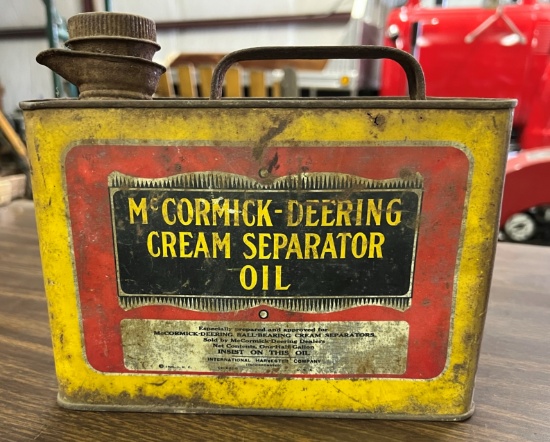 McCORMICK-DEERING
CREAM SEPARATOR
OIL
Especially prepared and approved for
McCORMICK-DEERING BALL-BEARING CREAM SEPARATORS.
Sold by McCormick-Deering Dealers
Net Contents, One-Half Gallon
INSIST ON THIS OIL
INTERNATIONAL HARVESTER COMPANY